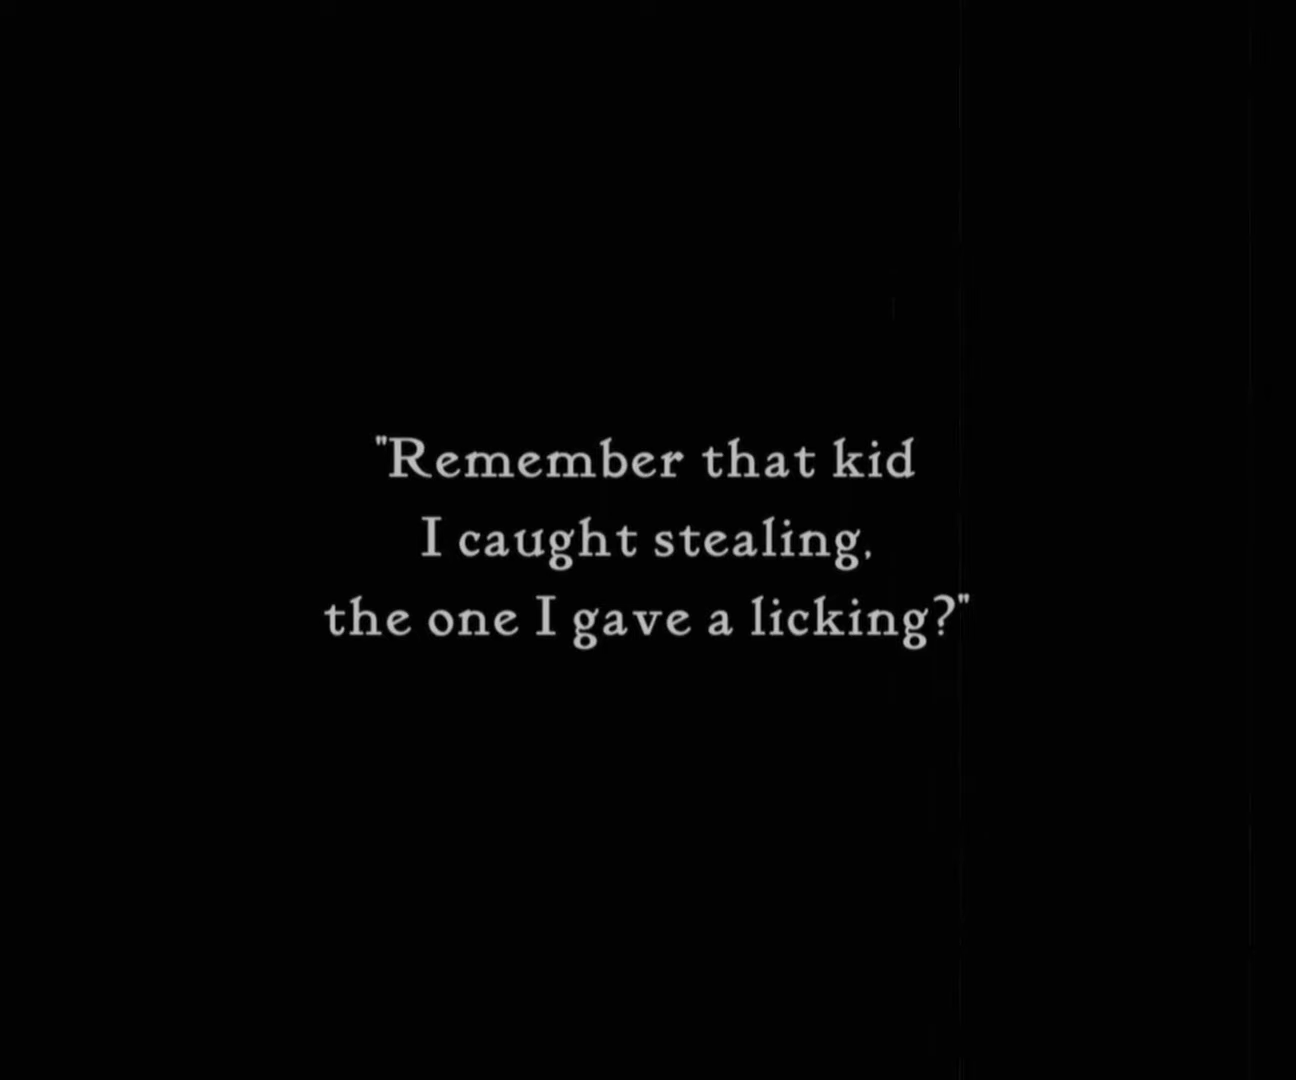 "Remember that kid
I caught stealing,
the one I gave a licking?"